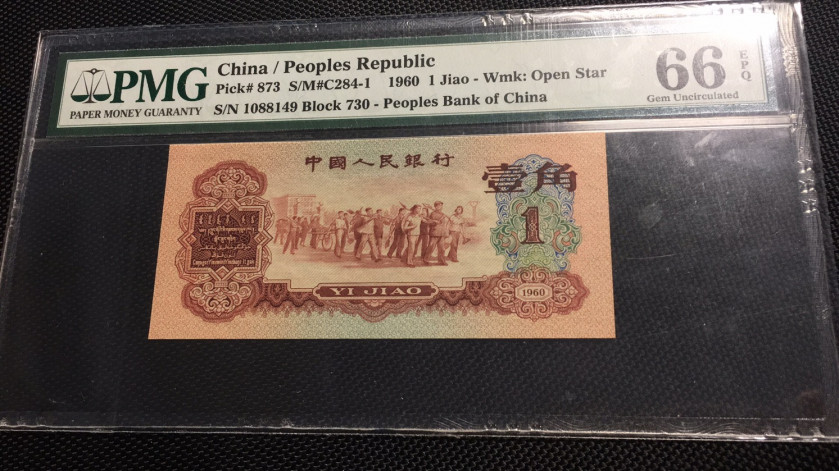 PMG
PAPER MONEY GUARANTY
China / Peoples Republic
Pick# 873 S/M#C284-1 1960 1 Jiao - Wmk: Open Star
S/N 1088149 Block 730 - Peoples Bank of China
66 EPQ
Gem Uncirculated
中國人民銀行
壹角
1
YI JIAO
1960